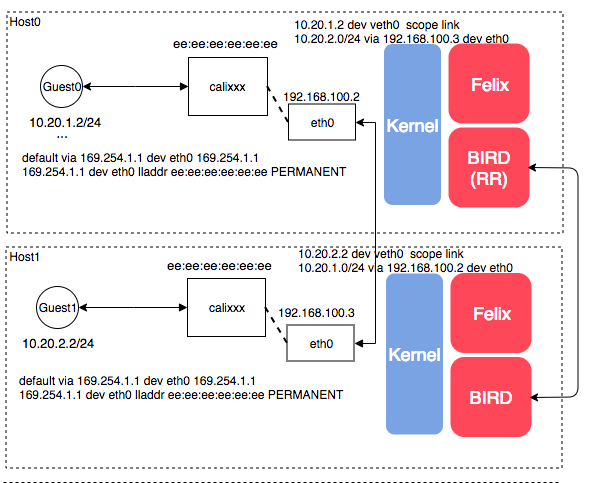 Host0
10.20.1.2 dev veth0  scope link
10.20.2.0/24 via 192.168.100.3 dev eth0
ee:ee:ee:ee:ee:ee
Guest0
calixxx
192.168.100.2
eth0
Kernel
Felix
BIRD
(RR)
10.20.1.2/24
...
default via 169.254.1.1 dev eth0 169.254.1.1
169.254.1.1 dev eth0 lladdr ee:ee:ee:ee:ee:ee PERMANENT
Host1
10.20.2.2 dev veth0  scope link
10.20.1.0/24 via 192.168.100.2 dev eth0
ee:ee:ee:ee:ee:ee
Guest1
calixxx
192.168.100.3
eth0
Kernel
Felix
BIRD
10.20.2.2/24
default via 169.254.1.1 dev eth0 169.254.1.1
169.254.1.1 dev eth0 lladdr ee:ee:ee:ee:ee:ee PERMANENT